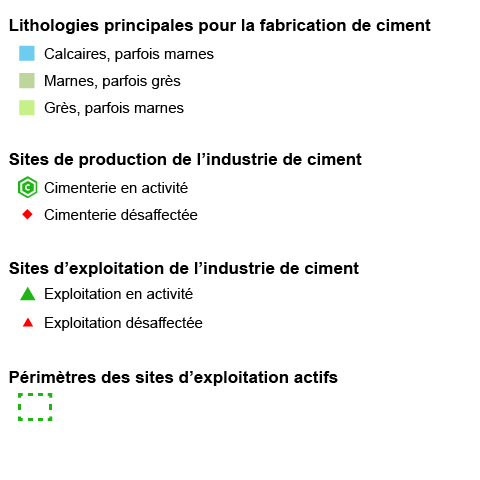 Lithologies principales pour la fabrication de ciment
Calcaires, parfois marnes
Marnes, parfois grès
Grès, parfois marnes
Sites de production de l’industrie de ciment
C Cimenterie en activité
Cimenterie désaffectée
Sites d’exploitation de l’industrie de ciment
Exploitation en activité
Exploitation désaffectée
Périmètres des sites d’exploitation actifs